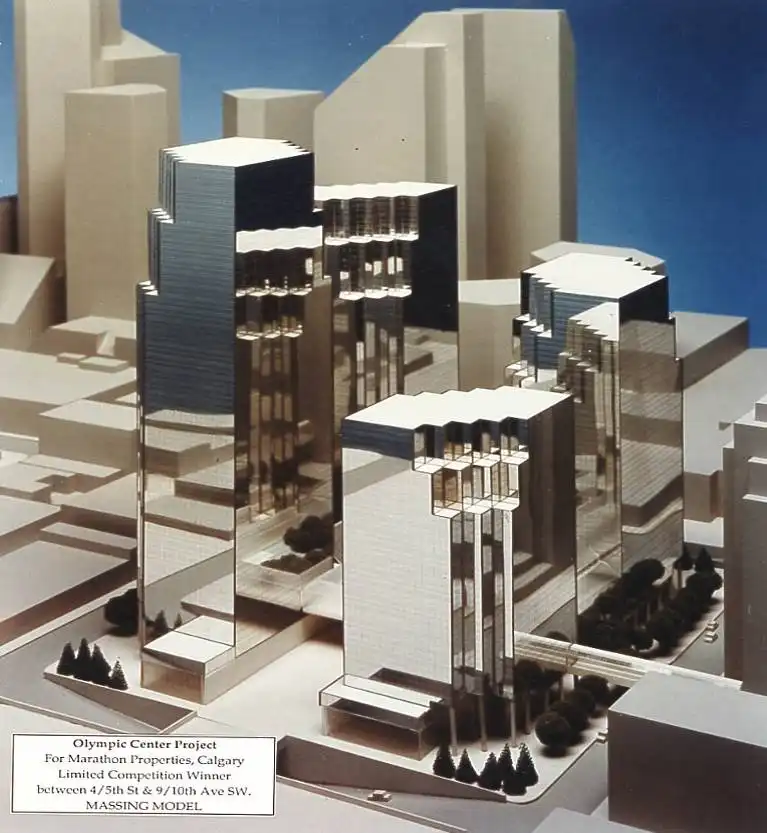 Olympic Center Project
For Marathon Properties, Calgary
Limited Competition Winner
between 4/5th St & 9/10th Ave SW.
MASSING MODEL